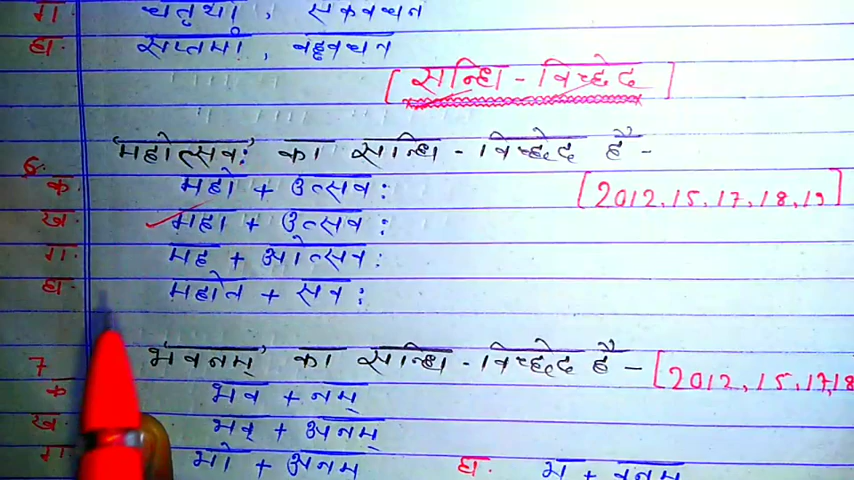 ग. चतुर्थी, एकवचन
घ. सप्तमी, बहुवचन
[सन्धि-विच्छेद]
6. 'महोत्सवः' का सन्धि-विच्छेद है-
क. महो + उत्सवः [2012,15,17,18,19]
ख. महा + उत्सवः
ग. मह + ओत्सवः
घ. महोत + सवः
7 'भवनम्' का सन्धि-विच्छेद है- [2012,15,17,18
क. भव + नम्
ख. भव् + अनम्
ग. भो + अनम् घ. भ + वनम्